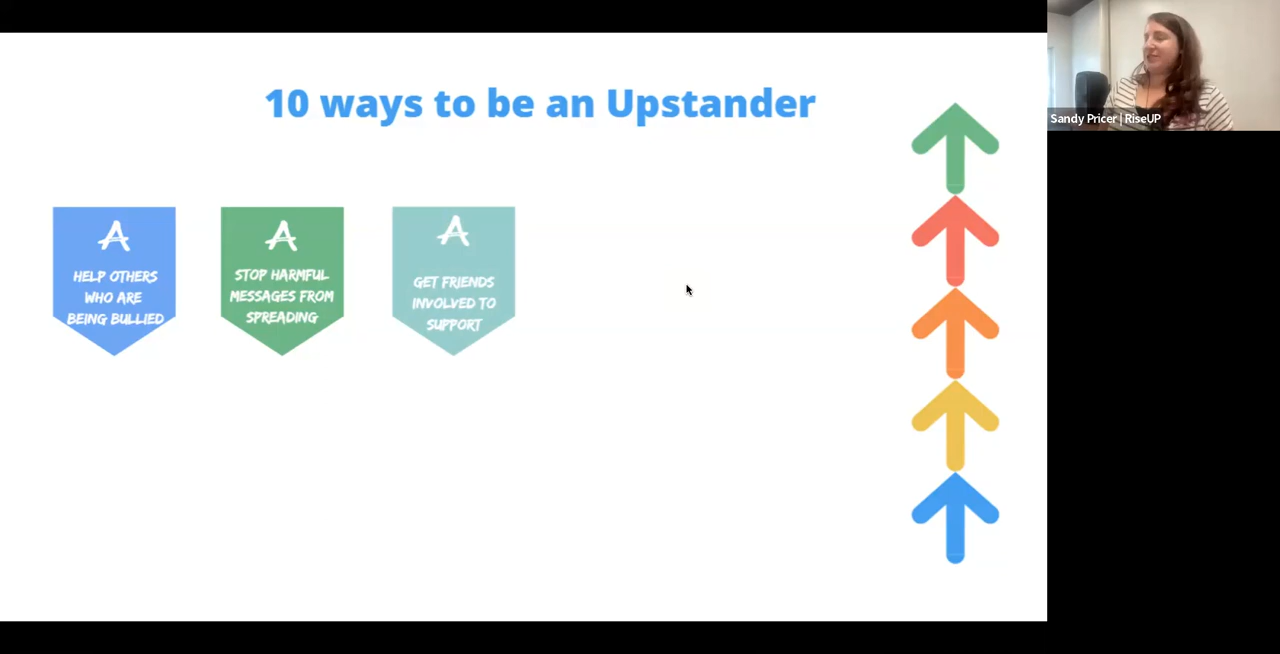 10 ways to be an Upstander
A
HELP OTHERS
WHO ARE
BEING BULLIED
A
STOP HARMFUL
MESSAGES FROM
SPREADING
A
GET FRIENDS
INVOLVED TO
SUPPORT
Sandy Pricer | RiseUP